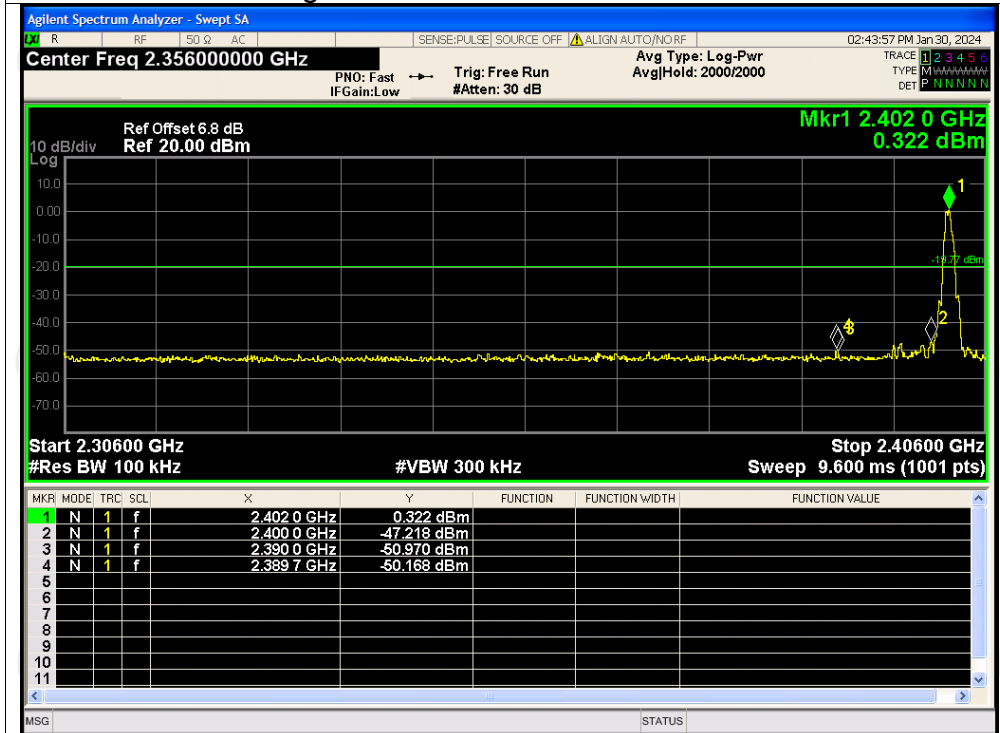 Agilent Spectrum Analyzer - Swept SA
LXI R RF 50 Ω AC SENSE:PULSE SOURCE OFF ALIGN AUTO/NO RF 02:43:57 PM Jan 30, 2024
Center Freq 2.356000000 GHz
PNO: Fast
IFGain:Low
Trig: Free Run
#Atten: 30 dB
Avg Type: Log-Pwr
Avg|Hold: 2000/2000
TRACE 1 2 3 4 5 6
TYPE M
DET P N N N N N
Mkr1 2.402 0 GHz
0.322 dBm
Ref Offset 6.8 dB
10 dB/div Ref 20.00 dBm
Log
10.0
0.00
-10.0
-20.0
-30.0
-40.0
-50.0
-60.0
-70.0
1
-19.77 dBm
2
Start 2.30600 GHz Stop 2.40600 GHz
#Res BW 100 kHz #VBW 300 kHz Sweep 9.600 ms (1001 pts)
MKR MODE TRC SCL X Y FUNCTION FUNCTION WIDTH FUNCTION VALUE
1 N 1 f 2.402 0 GHz 0.322 dBm
2 N 1 f 2.400 0 GHz -47.218 dBm
3 N 1 f 2.390 0 GHz -50.970 dBm
4 N 1 f 2.389 7 GHz -50.168 dBm
5
6
7
8
9
10
11
MSG STATUS